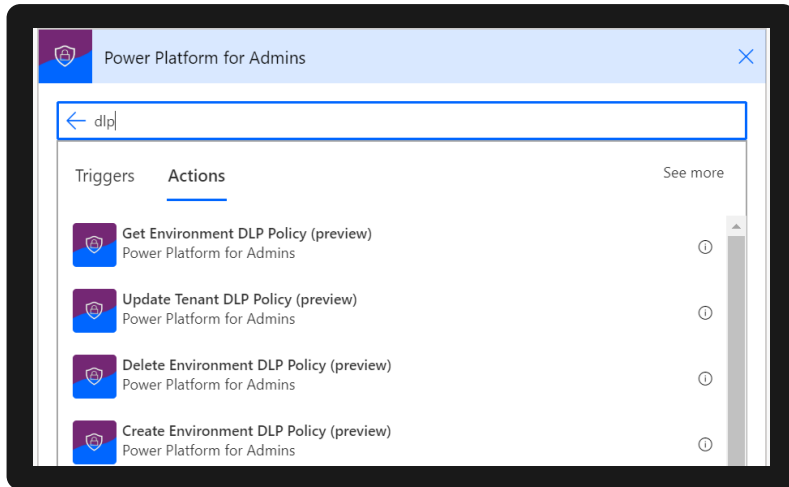 Power Platform for Admins
dlp
Triggers Actions See more
Get Environment DLP Policy (preview)
Power Platform for Admins
Update Tenant DLP Policy (preview)
Power Platform for Admins
Delete Environment DLP Policy (preview)
Power Platform for Admins
Create Environment DLP Policy (preview)
Power Platform for Admins